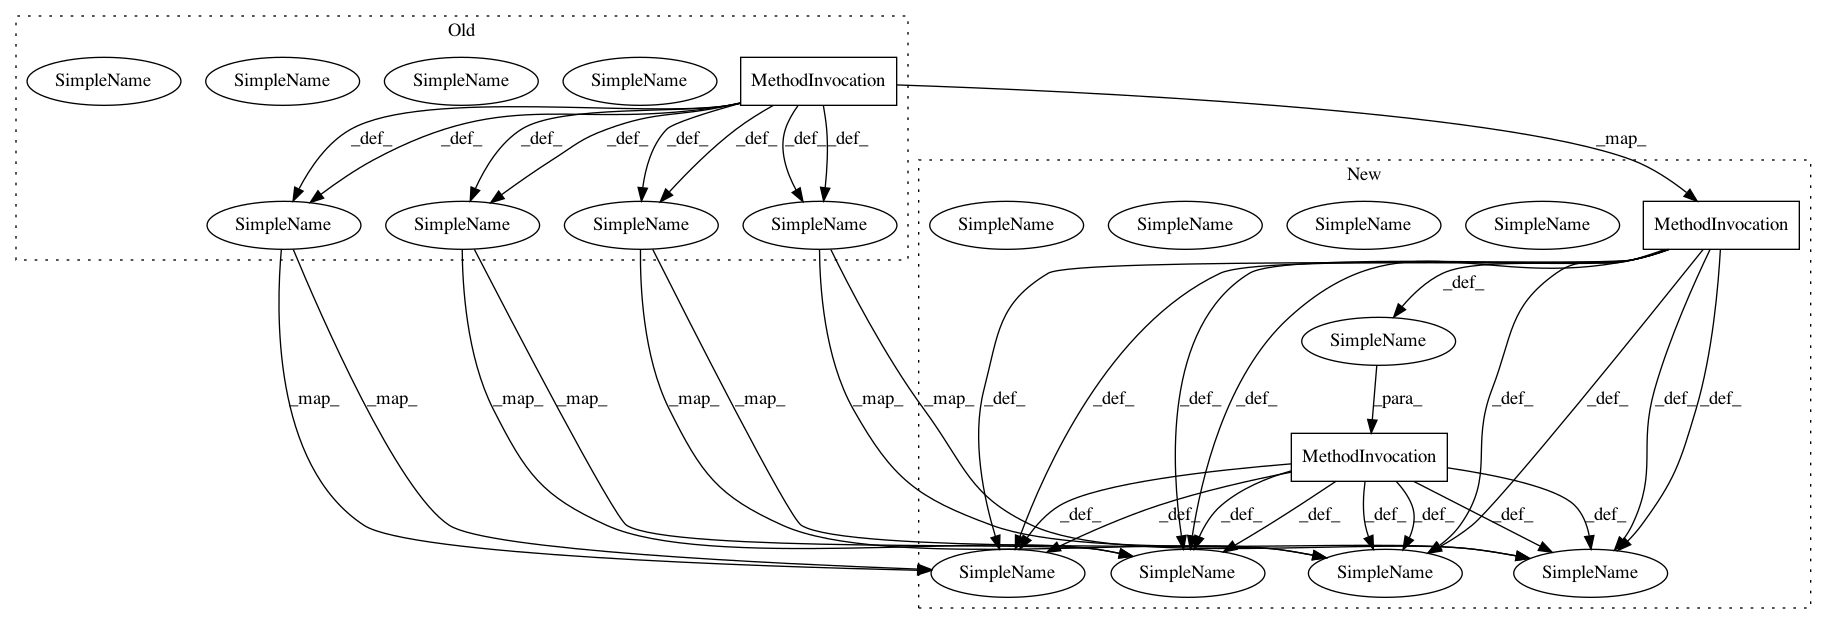 Old
SimpleName SimpleName SimpleName SimpleName MethodInvocation
_def_ _def_ _def_ _def_ _def_ _def_ _def_ _def_ _map_
New
SimpleName SimpleName SimpleName SimpleName SimpleName SimpleName SimpleName SimpleName MethodInvocation
_def_
SimpleName
_map_ _map_ _map_ _map_ _map_ _map_ _map_ _map_ _def_ _def_ _def_ _def_ _para_ _def_ _def_ _def_ _def_
MethodInvocation
_def_ _def_ _def_ _def_ _def_ _def_ _def_ _def_
SimpleName SimpleName SimpleName SimpleName